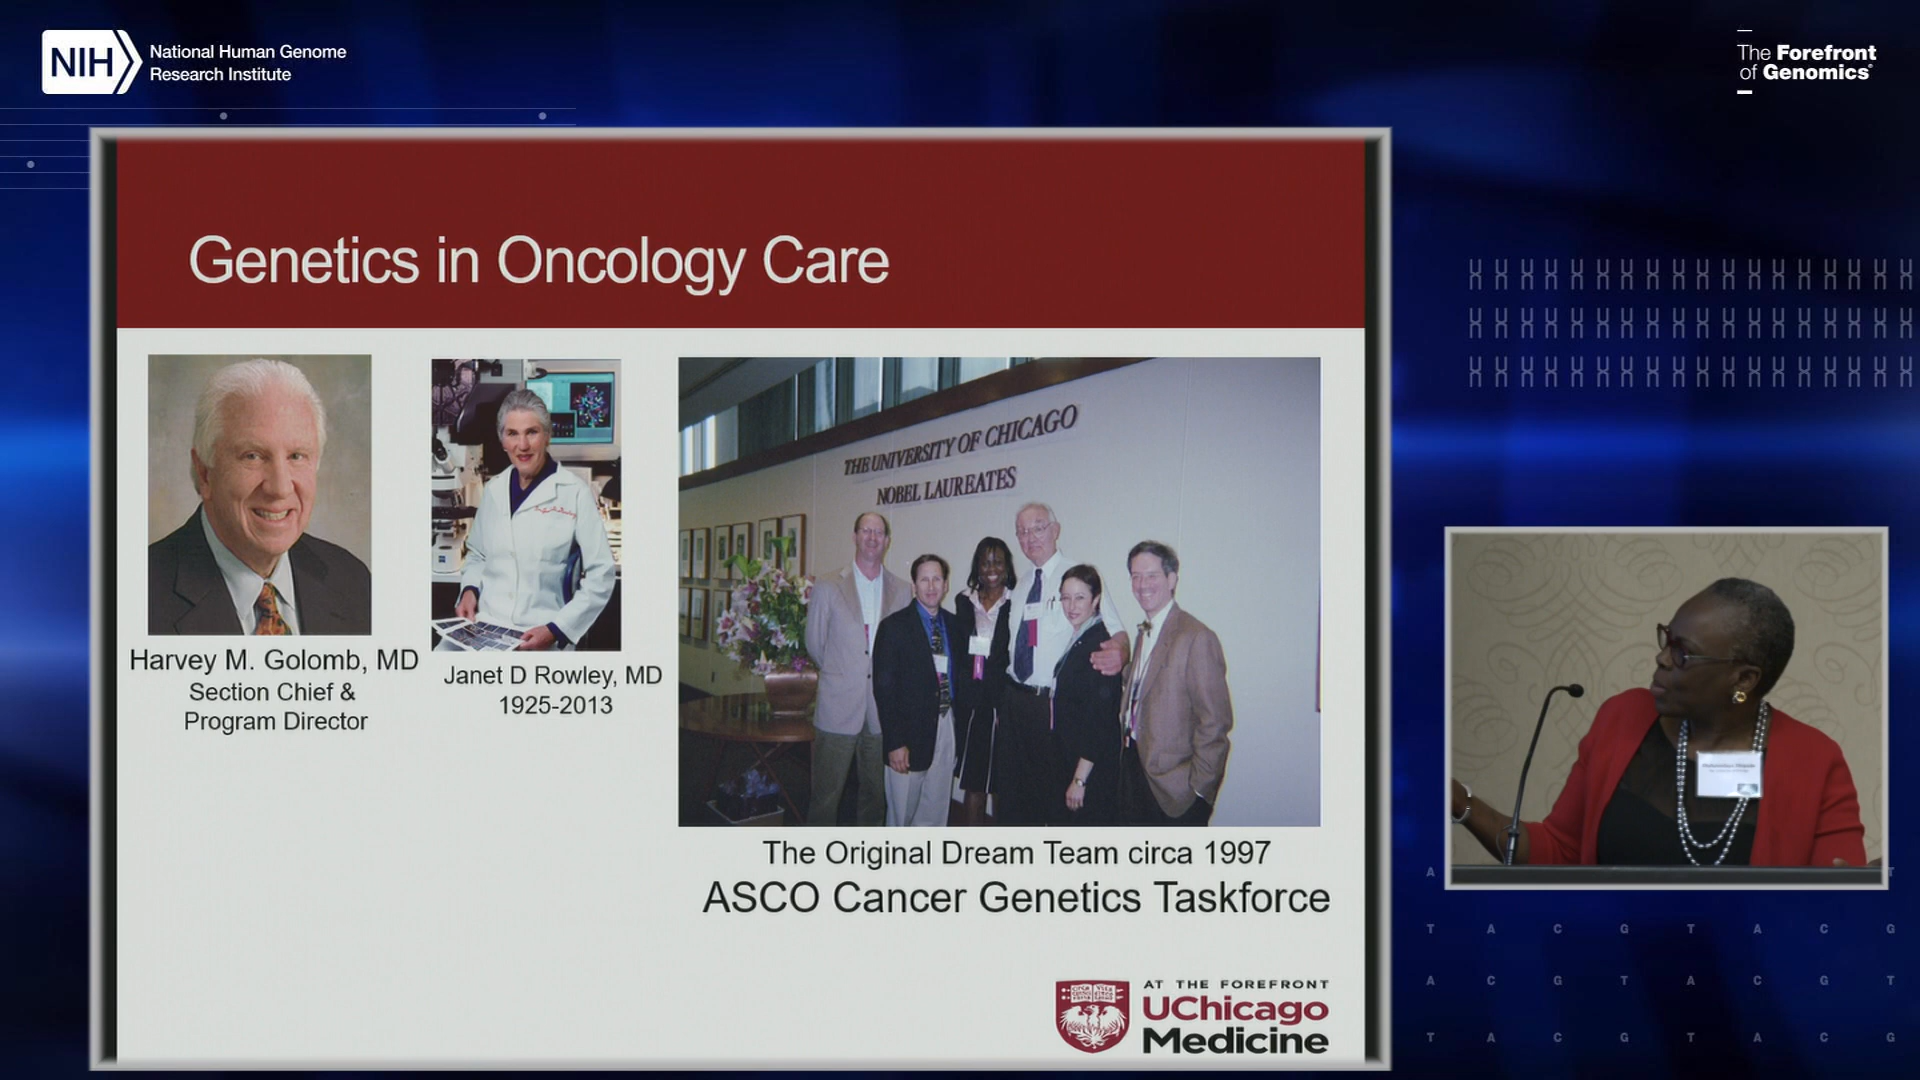 NIH
National Human Genome
Research Institute
The Forefront
of Genomics®
Genetics in Oncology Care
THE UNIVERSITY OF CHICAGO
NOBEL LAUREATES
Harvey M. Golomb, MD
Section Chief &
Program Director
Janet D Rowley, MD
1925-2013
The Original Dream Team circa 1997
ASCO Cancer Genetics Taskforce
AT THE FOREFRONT
UChicago
Medicine
A T
T A C G T A C G
A C G T A C G T
T A C G T A C G